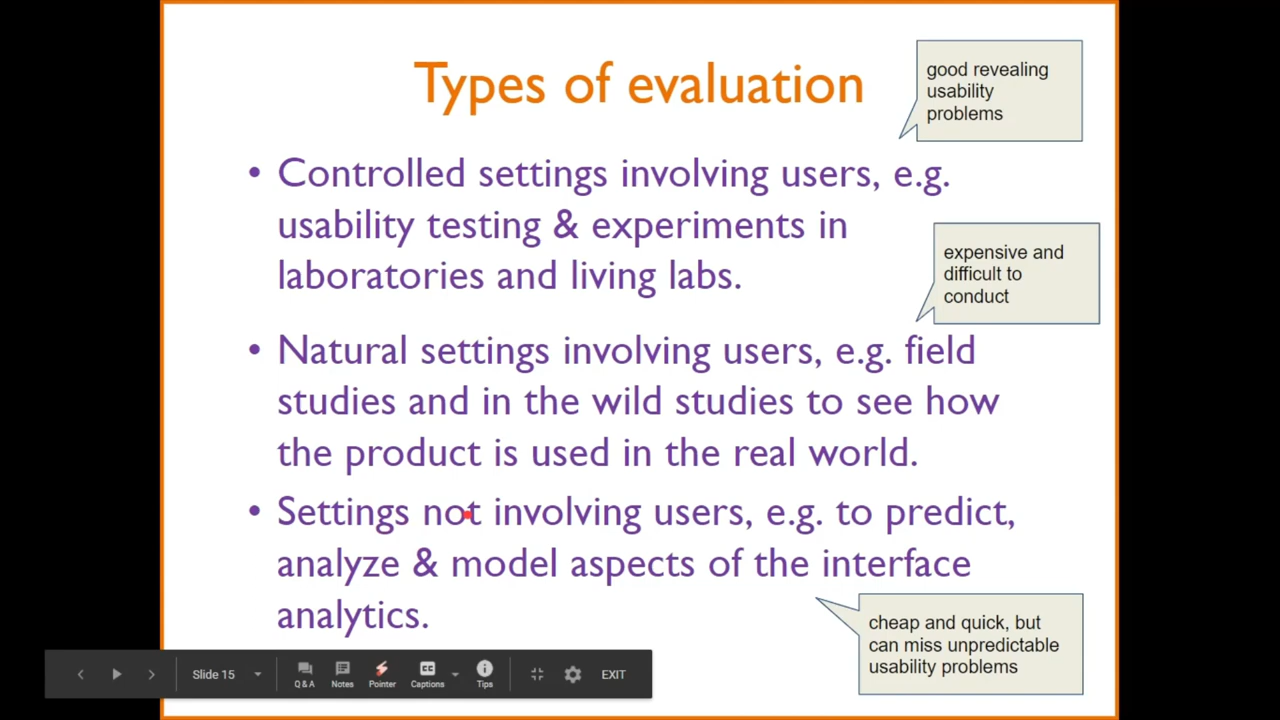 Types of evaluation
good revealing
usability
problems
• Controlled settings involving users, e.g.
usability testing & experiments in
laboratories and living labs.
expensive and
difficult to
conduct
• Natural settings involving users, e.g. field
studies and in the wild studies to see how
the product is used in the real world.
• Settings not involving users, e.g. to predict,
analyze & model aspects of the interface
analytics.
cheap and quick, but
can miss unpredictable
usability problems
Slide 15
Q & A
Notes
Pointer
CC
Captions
Tips
EXIT